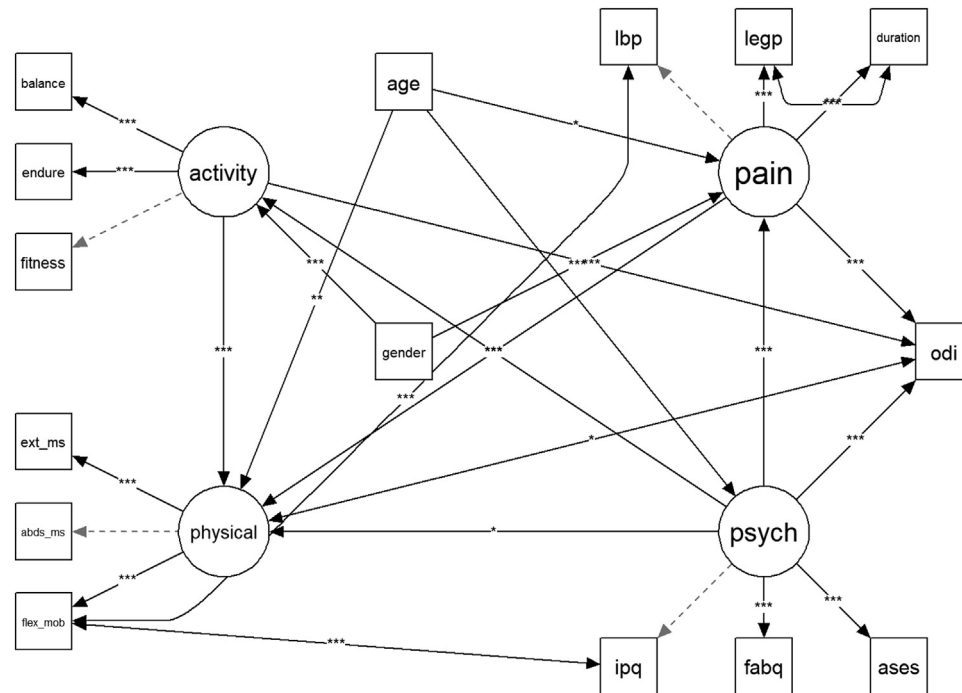 lbp
legp
duration
balance
age
***
***
***
*
endure
***
activity
pain
fitness
***
***
***
***
**
***
gender
***
***
odi
***
ext_ms
*
***
***
abds_ms
physical
*
psych
***
flex_mob
***
***
***
ipq
fabq
ases